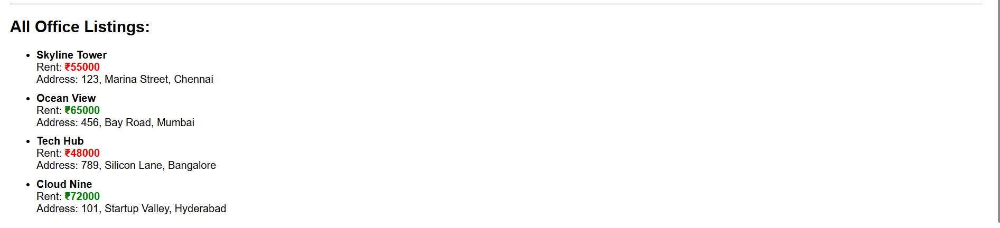 All Office Listings:
Skyline Tower
Rent: ₹55000
Address: 123, Marina Street, Chennai
Ocean View
Rent: ₹65000
Address: 456, Bay Road, Mumbai
Tech Hub
Rent: ₹48000
Address: 789, Silicon Lane, Bangalore
Cloud Nine
Rent: ₹72000
Address: 101, Startup Valley, Hyderabad